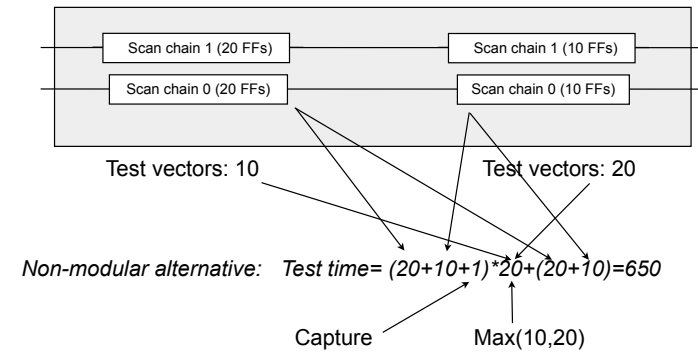 Scan chain 1 (20 FFs) Scan chain 1 (10 FFs)
Scan chain 0 (20 FFs) Scan chain 0 (10 FFs)
Test vectors: 10 Test vectors: 20
Non-modular alternative: Test time= (20+10+1)*20+(20+10)=650
Capture Max(10,20)